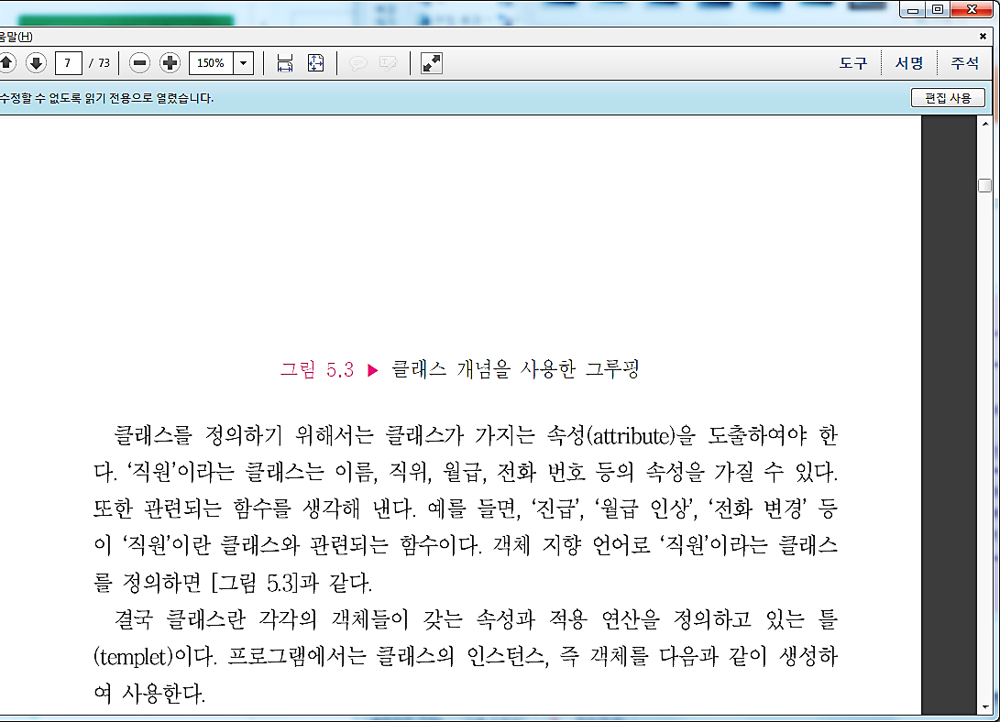 움말(H)
7 / 73 150% 도구 서명 주석
수정할 수 없도록 읽기 전용으로 열렸습니다. 편집 사용
그림 5.3 ▶ 클래스 개념을 사용한 그루핑
클래스를 정의하기 위해서는 클래스가 가지는 속성(attribute)을 도출하여야 한
다. ‘직원’이라는 클래스는 이름, 직위, 월급, 전화 번호 등의 속성을 가질 수 있다.
또한 관련되는 함수를 생각해 낸다. 예를 들면, ‘진급’, ‘월급 인상’, ‘전화 변경’ 등
이 ‘직원’이란 클래스와 관련되는 함수이다. 객체 지향 언어로 ‘직원’이라는 클래스
를 정의하면 [그림 5.3]과 같다.
결국 클래스란 각각의 객체들이 갖는 속성과 적용 연산을 정의하고 있는 틀
(templet)이다. 프로그램에서는 클래스의 인스턴스, 즉 객체를 다음과 같이 생성하
여 사용한다.